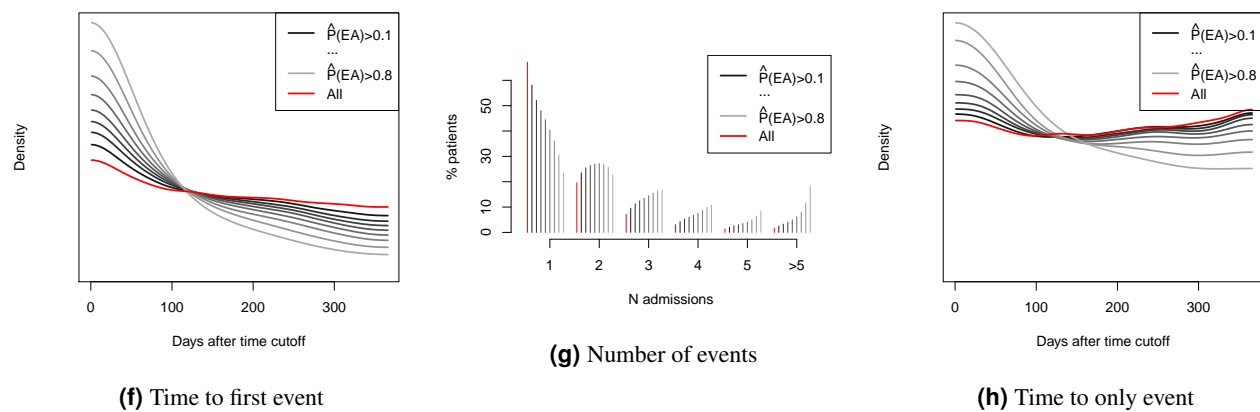 P̂(EA)>0.1
...
P̂(EA)>0.8
All
Density
0 100 200 300
Days after time cutoff
(f) Time to first event
P̂(EA)>0.1
...
P̂(EA)>0.8
All
% patients
50
30
10
0
1 2 3 4 5 >5
N admissions
(g) Number of events
P̂(EA)>0.1
...
P̂(EA)>0.8
All
Density
0 100 200 300
Days after time cutoff
(h) Time to only event